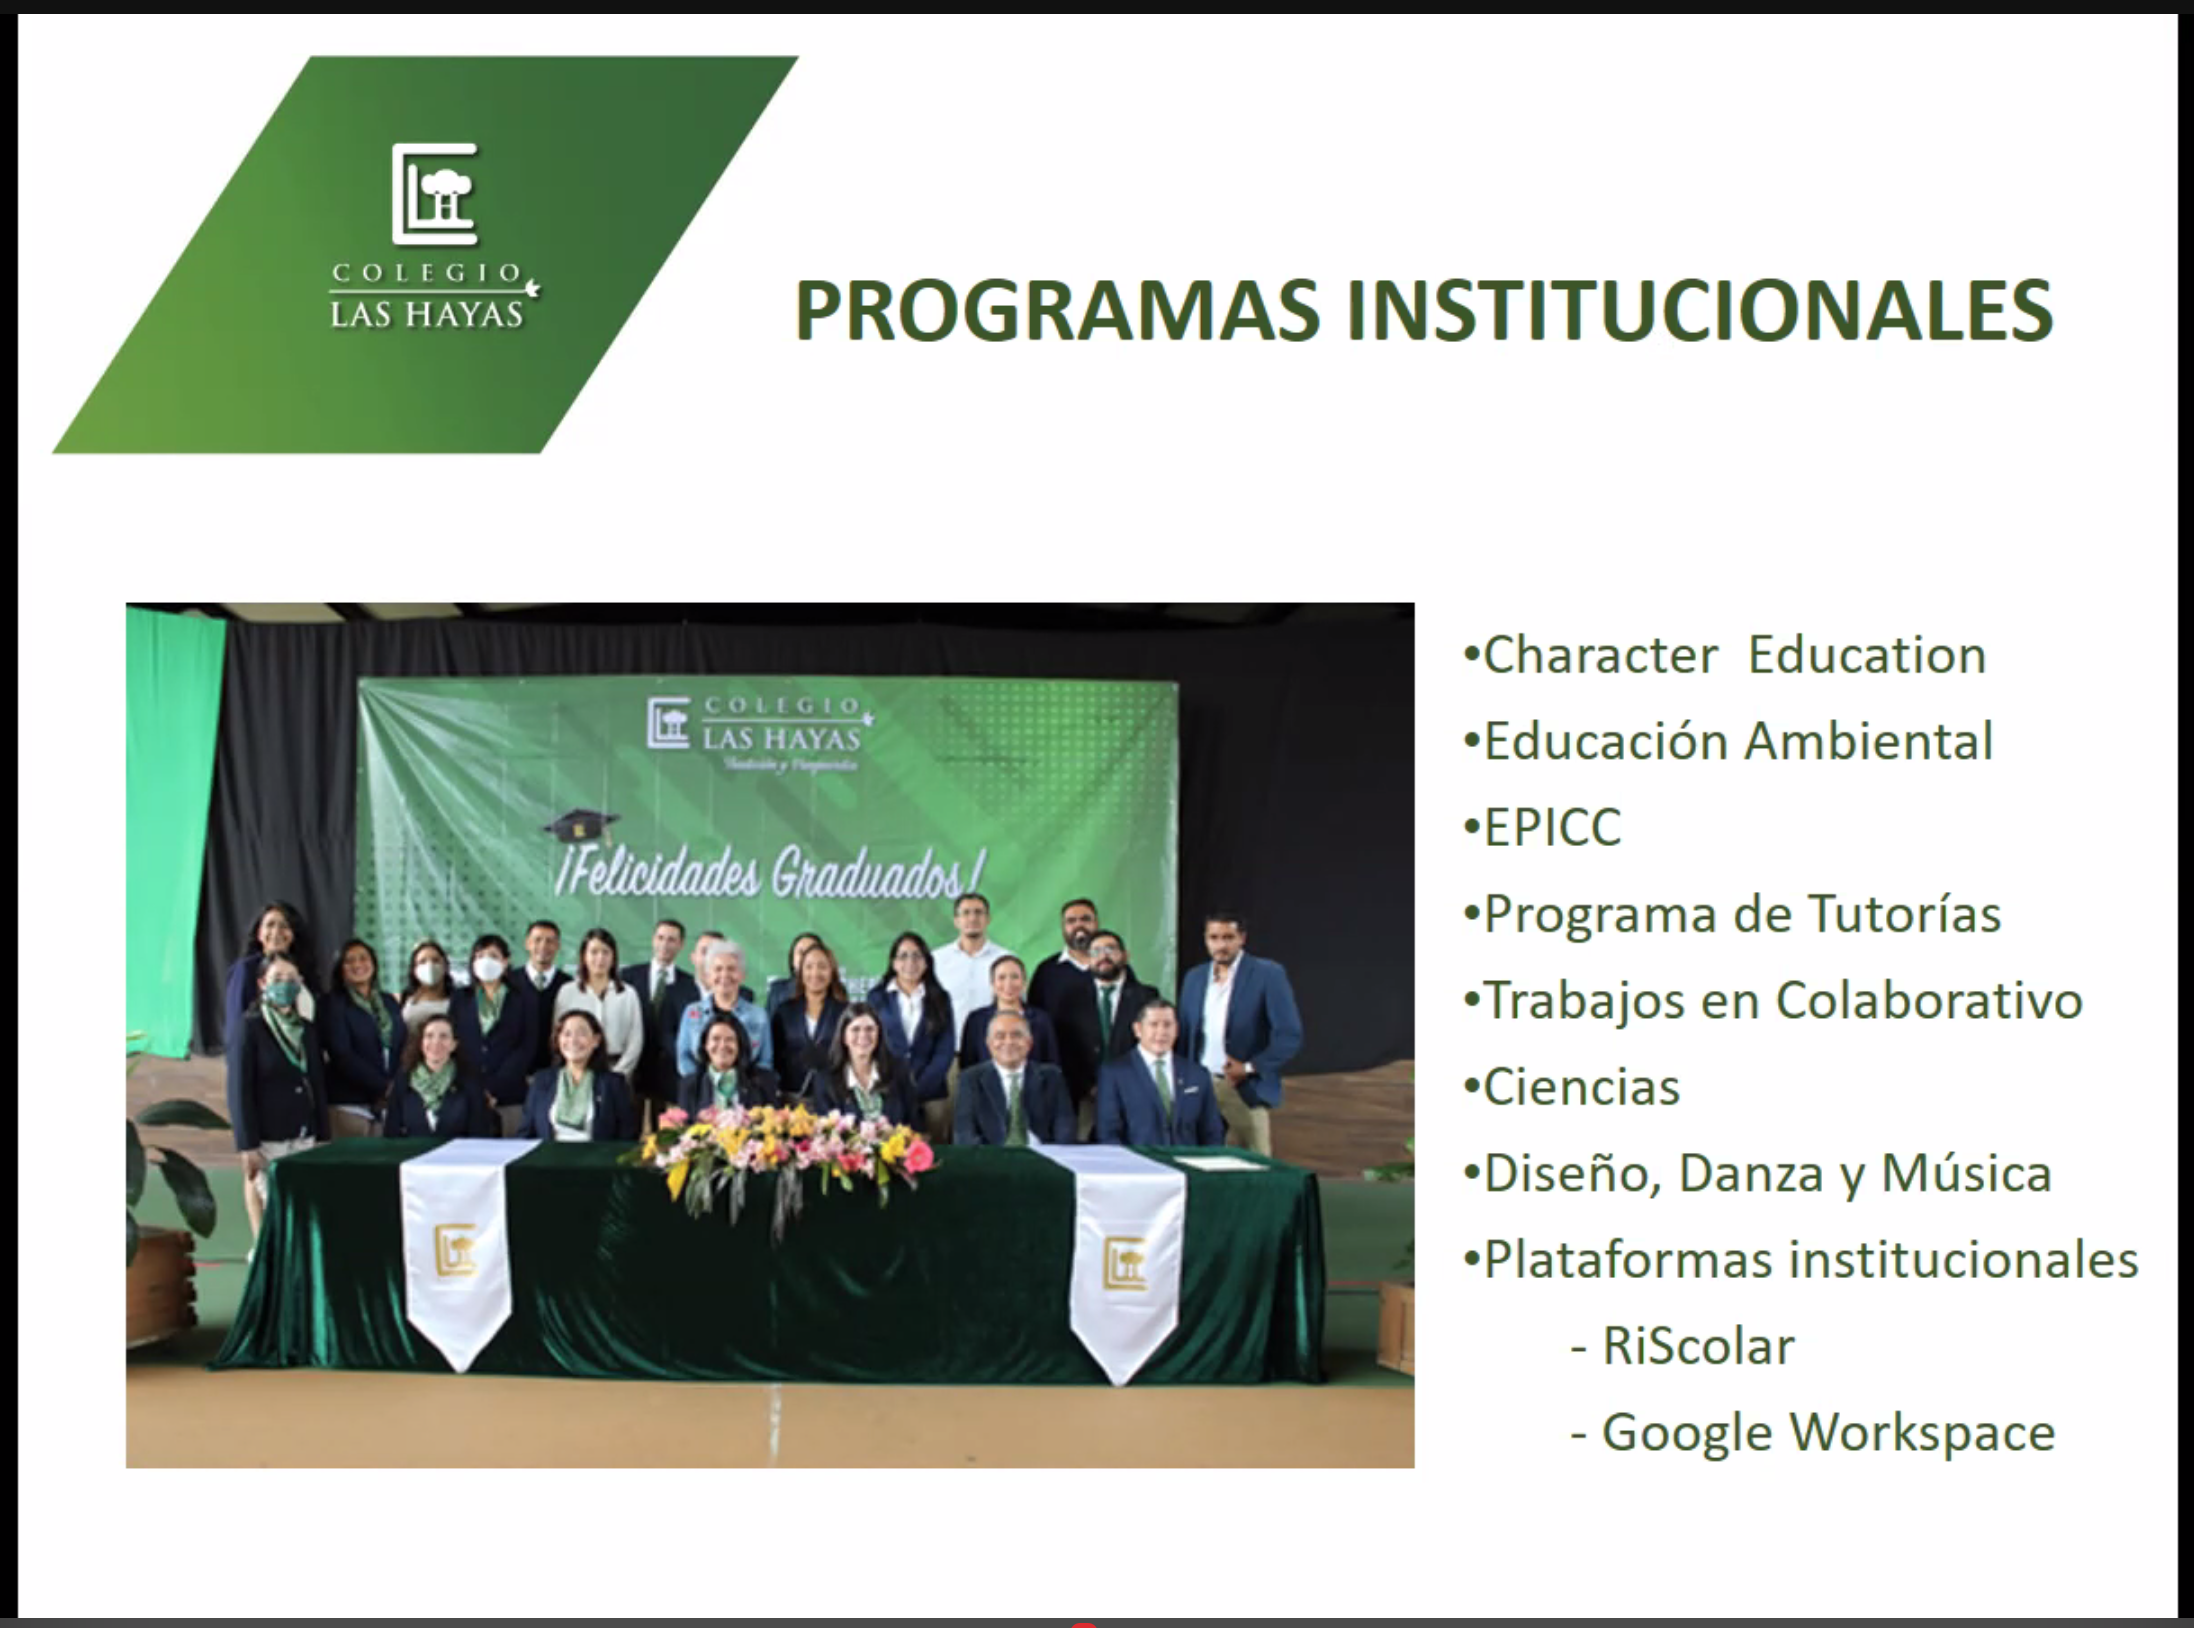 COLEGIO
LAS HAYAS
PROGRAMAS INSTITUCIONALES
COLEGIO
LAS HAYAS
¡Felicidades Graduados!
•Character Education
•Educación Ambiental
•EPICC
•Programa de Tutorías
•Trabajos en Colaborativo
•Ciencias
•Diseño, Danza y Música
•Plataformas institucionales
- RiScolar
- Google Workspace